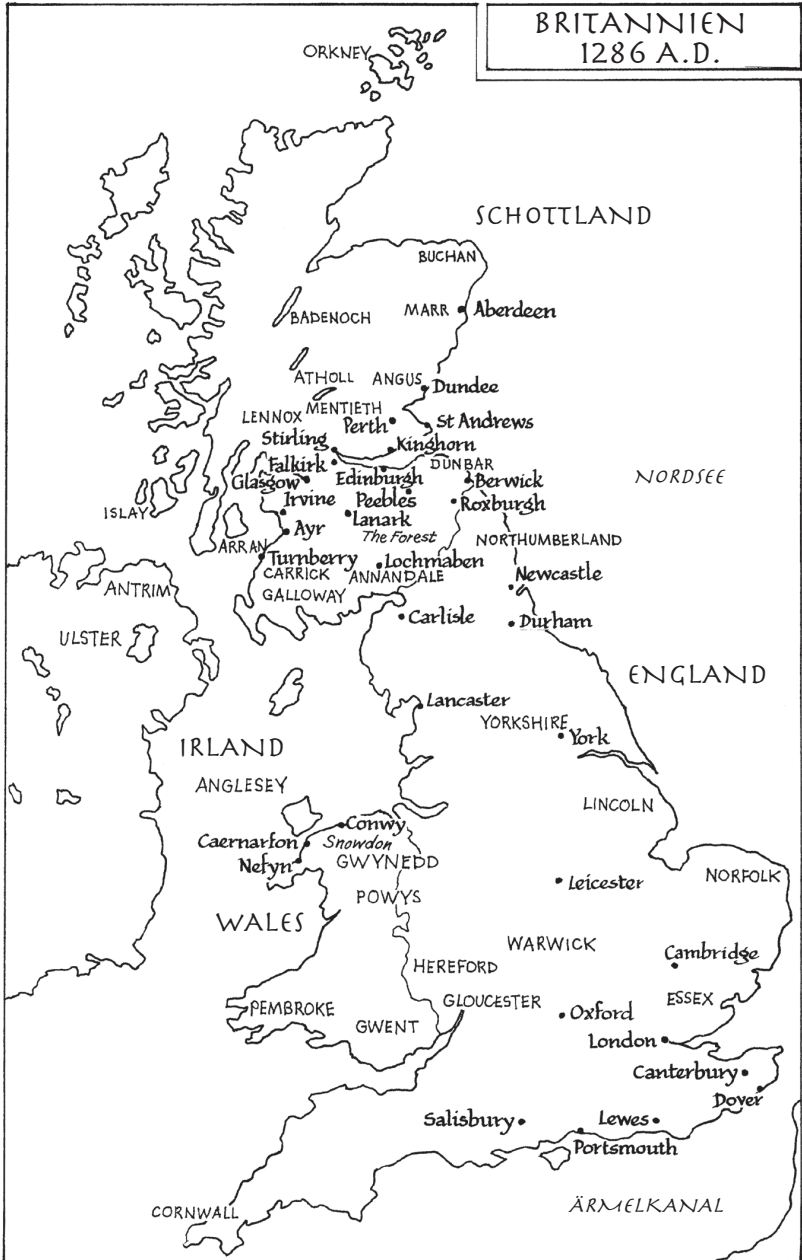 BRITANNIEN
1286 A.D.
ORKNEY
SCHOTTLAND
BUCHAN
MARR
Aberdeen
BADENOCH
ATHOLL
ANGUS
Dundee
MENTIETH
LENNOX
Perth
St Andrews
Stirling
Kinghorn
DUNBAR
Falkirk
Edinburgh
Glasgow
Berwick
NORDSEE
Peebles
Irvine
Roxburgh
ISLAY
Lanark
Ayr
The Forest
NORTHUMBERLAND
ARRAN
Turnberry
Lochmaben
CARRICK
ANNANDALE
Newcastle
ANTRIM
GALLOWAY
Carlisle
Durham
ULSTER
ENGLAND
Lancaster
YORKSHIRE
York
IRLAND
ANGLESEY
LINCOLN
Conwy
Caernarfon
Snowdon
Nefyn
GWYNEDD
Leicester
NORFOLK
POWYS
WALES
WARWICK
Cambridge
HEREFORD
GLOUCESTER
ESSEX
PEMBROKE
Oxford
GWENT
London
Canterbury
Dover
Salisbury
Lewes
Portsmouth
CORNWALL
ÄRMELKANAL